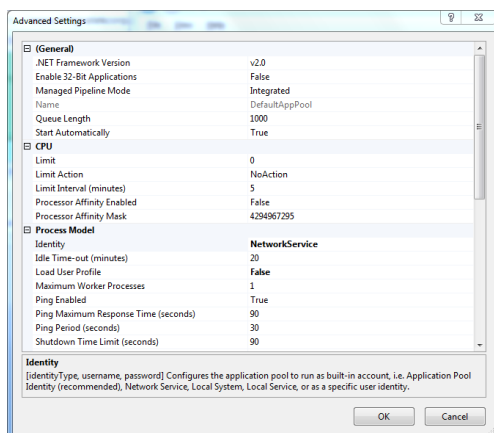 Advanced Settings
(General)
.NET Framework Version v2.0
Enable 32-Bit Applications False
Managed Pipeline Mode Integrated
Name DefaultAppPool
Queue Length 1000
Start Automatically True
CPU
Limit 0
Limit Action NoAction
Limit Interval (minutes) 5
Processor Affinity Enabled False
Processor Affinity Mask 4294967295
Process Model
Identity NetworkService
Idle Time-out (minutes) 20
Load User Profile False
Maximum Worker Processes 1
Ping Enabled True
Ping Maximum Response Time (seconds) 90
Ping Period (seconds) 30
Shutdown Time Limit (seconds) 90
Identity
[identityType, username, password] Configures the application pool to run as built-in account, i.e. Application Pool
Identity (recommended), Network Service, Local System, Local Service, or as a specific user identity.
OK Cancel